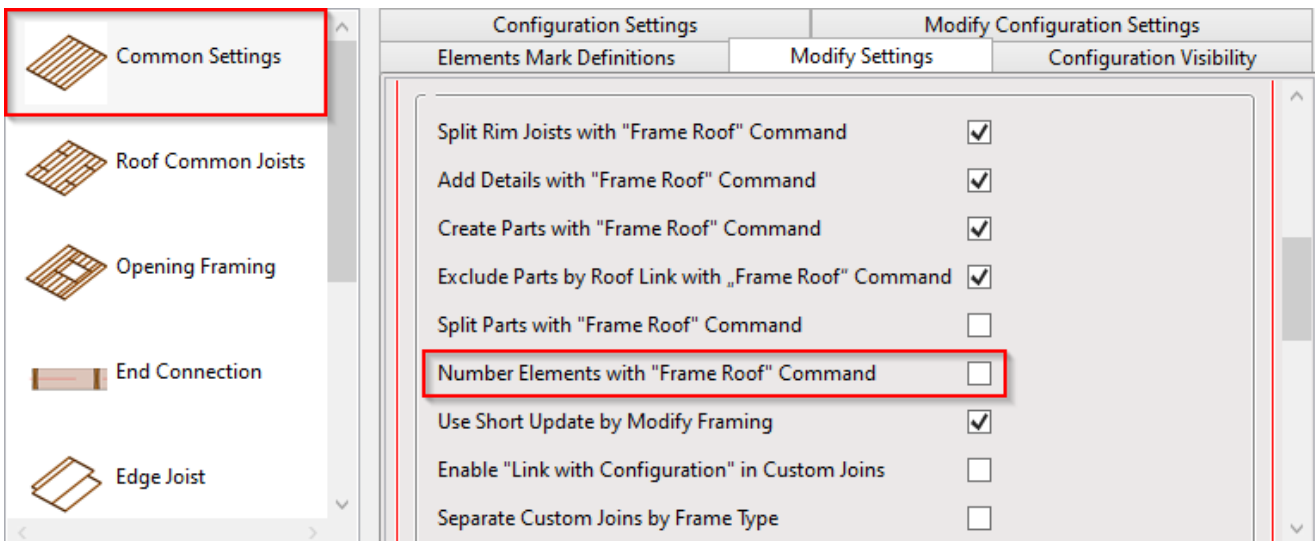 Common Settings
Roof Common Joists
Opening Framing
End Connection
Edge Joist
Configuration Settings
Modify Configuration Settings
Elements Mark Definitions
Modify Settings
Configuration Visibility
Split Rim Joists with "Frame Roof" Command
Add Details with "Frame Roof" Command
Create Parts with "Frame Roof" Command
Exclude Parts by Roof Link with „Frame Roof“ Command
Split Parts with "Frame Roof" Command
Number Elements with "Frame Roof" Command
Use Short Update by Modify Framing
Enable "Link with Configuration" in Custom Joins
Separate Custom Joins by Frame Type